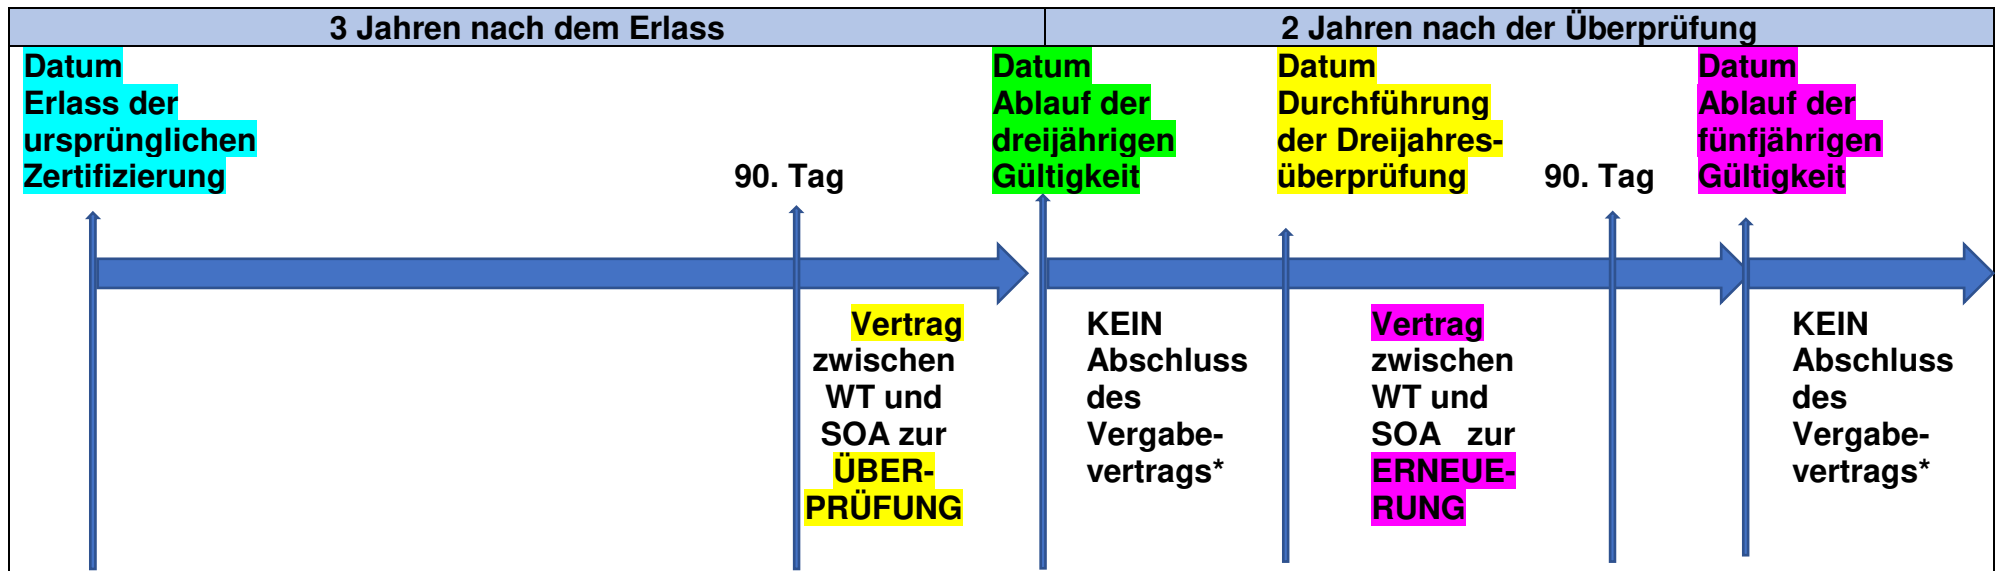 3 Jahren nach dem Erlass
2 Jahren nach der Überprüfung
Datum
Erlass der
ursprünglichen
Zertifizierung
90. Tag
Datum
Ablauf der
dreijährigen
Gültigkeit
Datum
Durchführung
der Dreijahres-
überprüfung
90. Tag
Datum
Ablauf der
fünfjährigen
Gültigkeit
Vertrag
zwischen
WT und
SOA zur
ÜBER-
PRÜFUNG
KEIN
Abschluss
des
Vergabe-
vertrags*
Vertrag
zwischen
WT und
SOA zur
ERNEUE-
RUNG
KEIN
Abschluss
des
Vergabe-
vertrags*